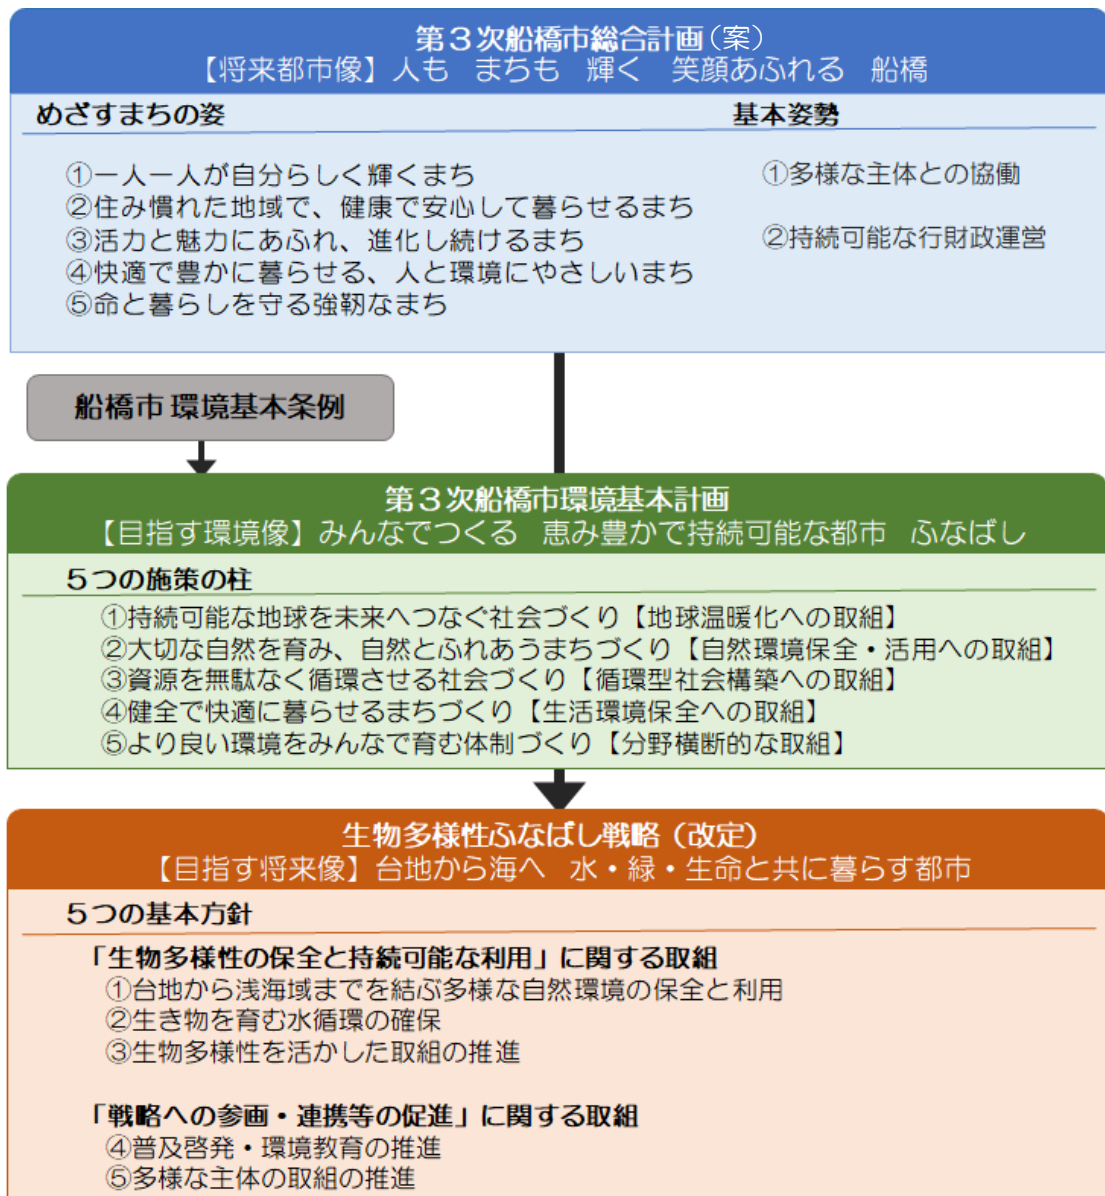 第３次船橋市総合計画（案）
【将来都市像】人も　まちも　輝く　笑顔あふれる　船橋
めざすまちの姿
①一人一人が自分らしく輝くまち
②住み慣れた地域で、健康で安心して暮らせるまち
③活力と魅力にあふれ、進化し続けるまち
④快適で豊かに暮らせる、人と環境にやさしいまち
⑤命と暮らしを守る強靭なまち
基本姿勢
①多様な主体との協働
②持続可能な行財政運営
船橋市 環境基本条例
第３次船橋市環境基本計画
【目指す環境像】みんなでつくる　恵み豊かで持続可能な都市　ふなばし
５つの施策の柱
①持続可能な地球を未来へつなぐ社会づくり【地球温暖化への取組】
②大切な自然を育み、自然とふれあうまちづくり【自然環境保全・活用への取組】
③資源を無駄なく循環させる社会づくり【循環型社会構築への取組】
④健全で快適に暮らせるまちづくり【生活環境保全への取組】
⑤より良い環境をみんなで育む体制づくり【分野横断的な取組】
生物多様性ふなばし戦略（改定）
【目指す将来像】台地から海へ　水・緑・生命と共に暮らす都市
５つの基本方針
「生物多様性の保全と持続可能な利用」に関する取組
①台地から浅海域までを結ぶ多様な自然環境の保全と利用
②生き物を育む水循環の確保
③生物多様性を活かした取組の推進
「戦略への参画・連携等の促進」に関する取組
④普及啓発・環境教育の推進
⑤多様な主体の取組の推進